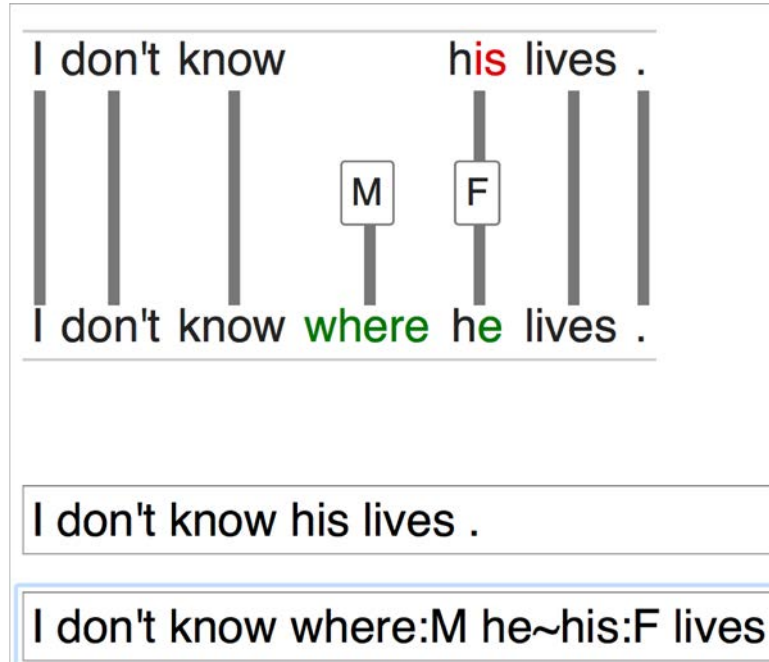 I don't know his lives .
M F
I don't know where he lives .
I don't know his lives .
I don't know where:M he~his:F lives